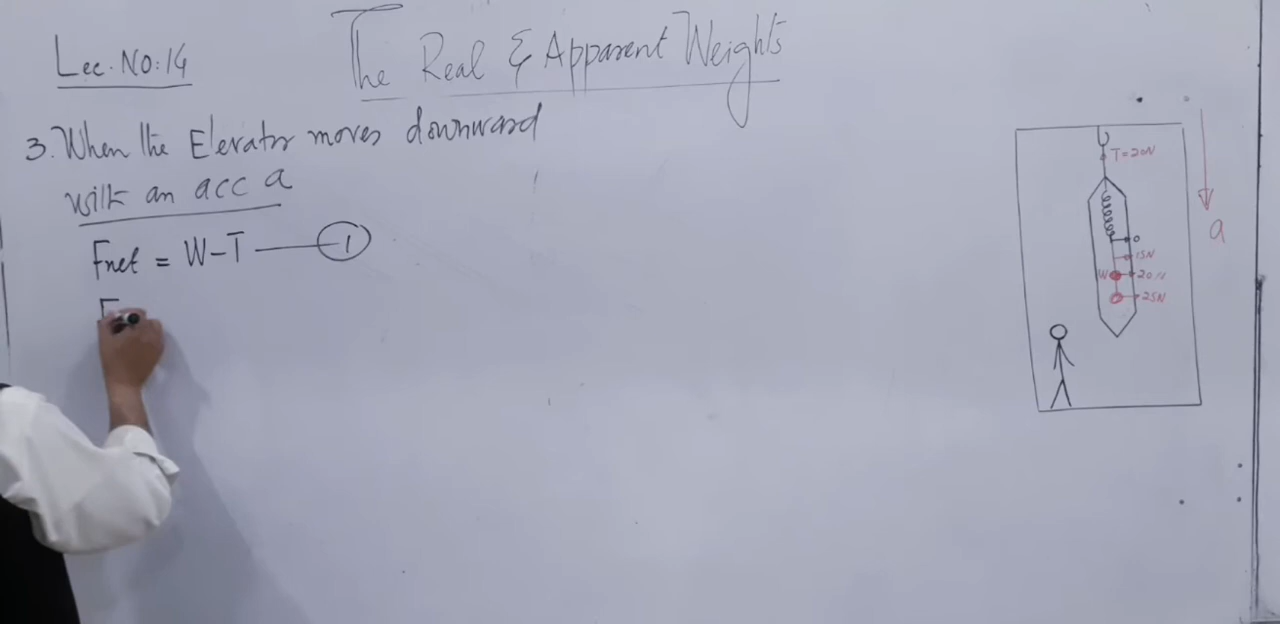 Lec. No: 14
The Real & Apparent Weights
3. When the Elevator moves downward
with an acc a
Fnet = W-T ——— 1
F
T=20N
0
15N
W 20N
25N
a